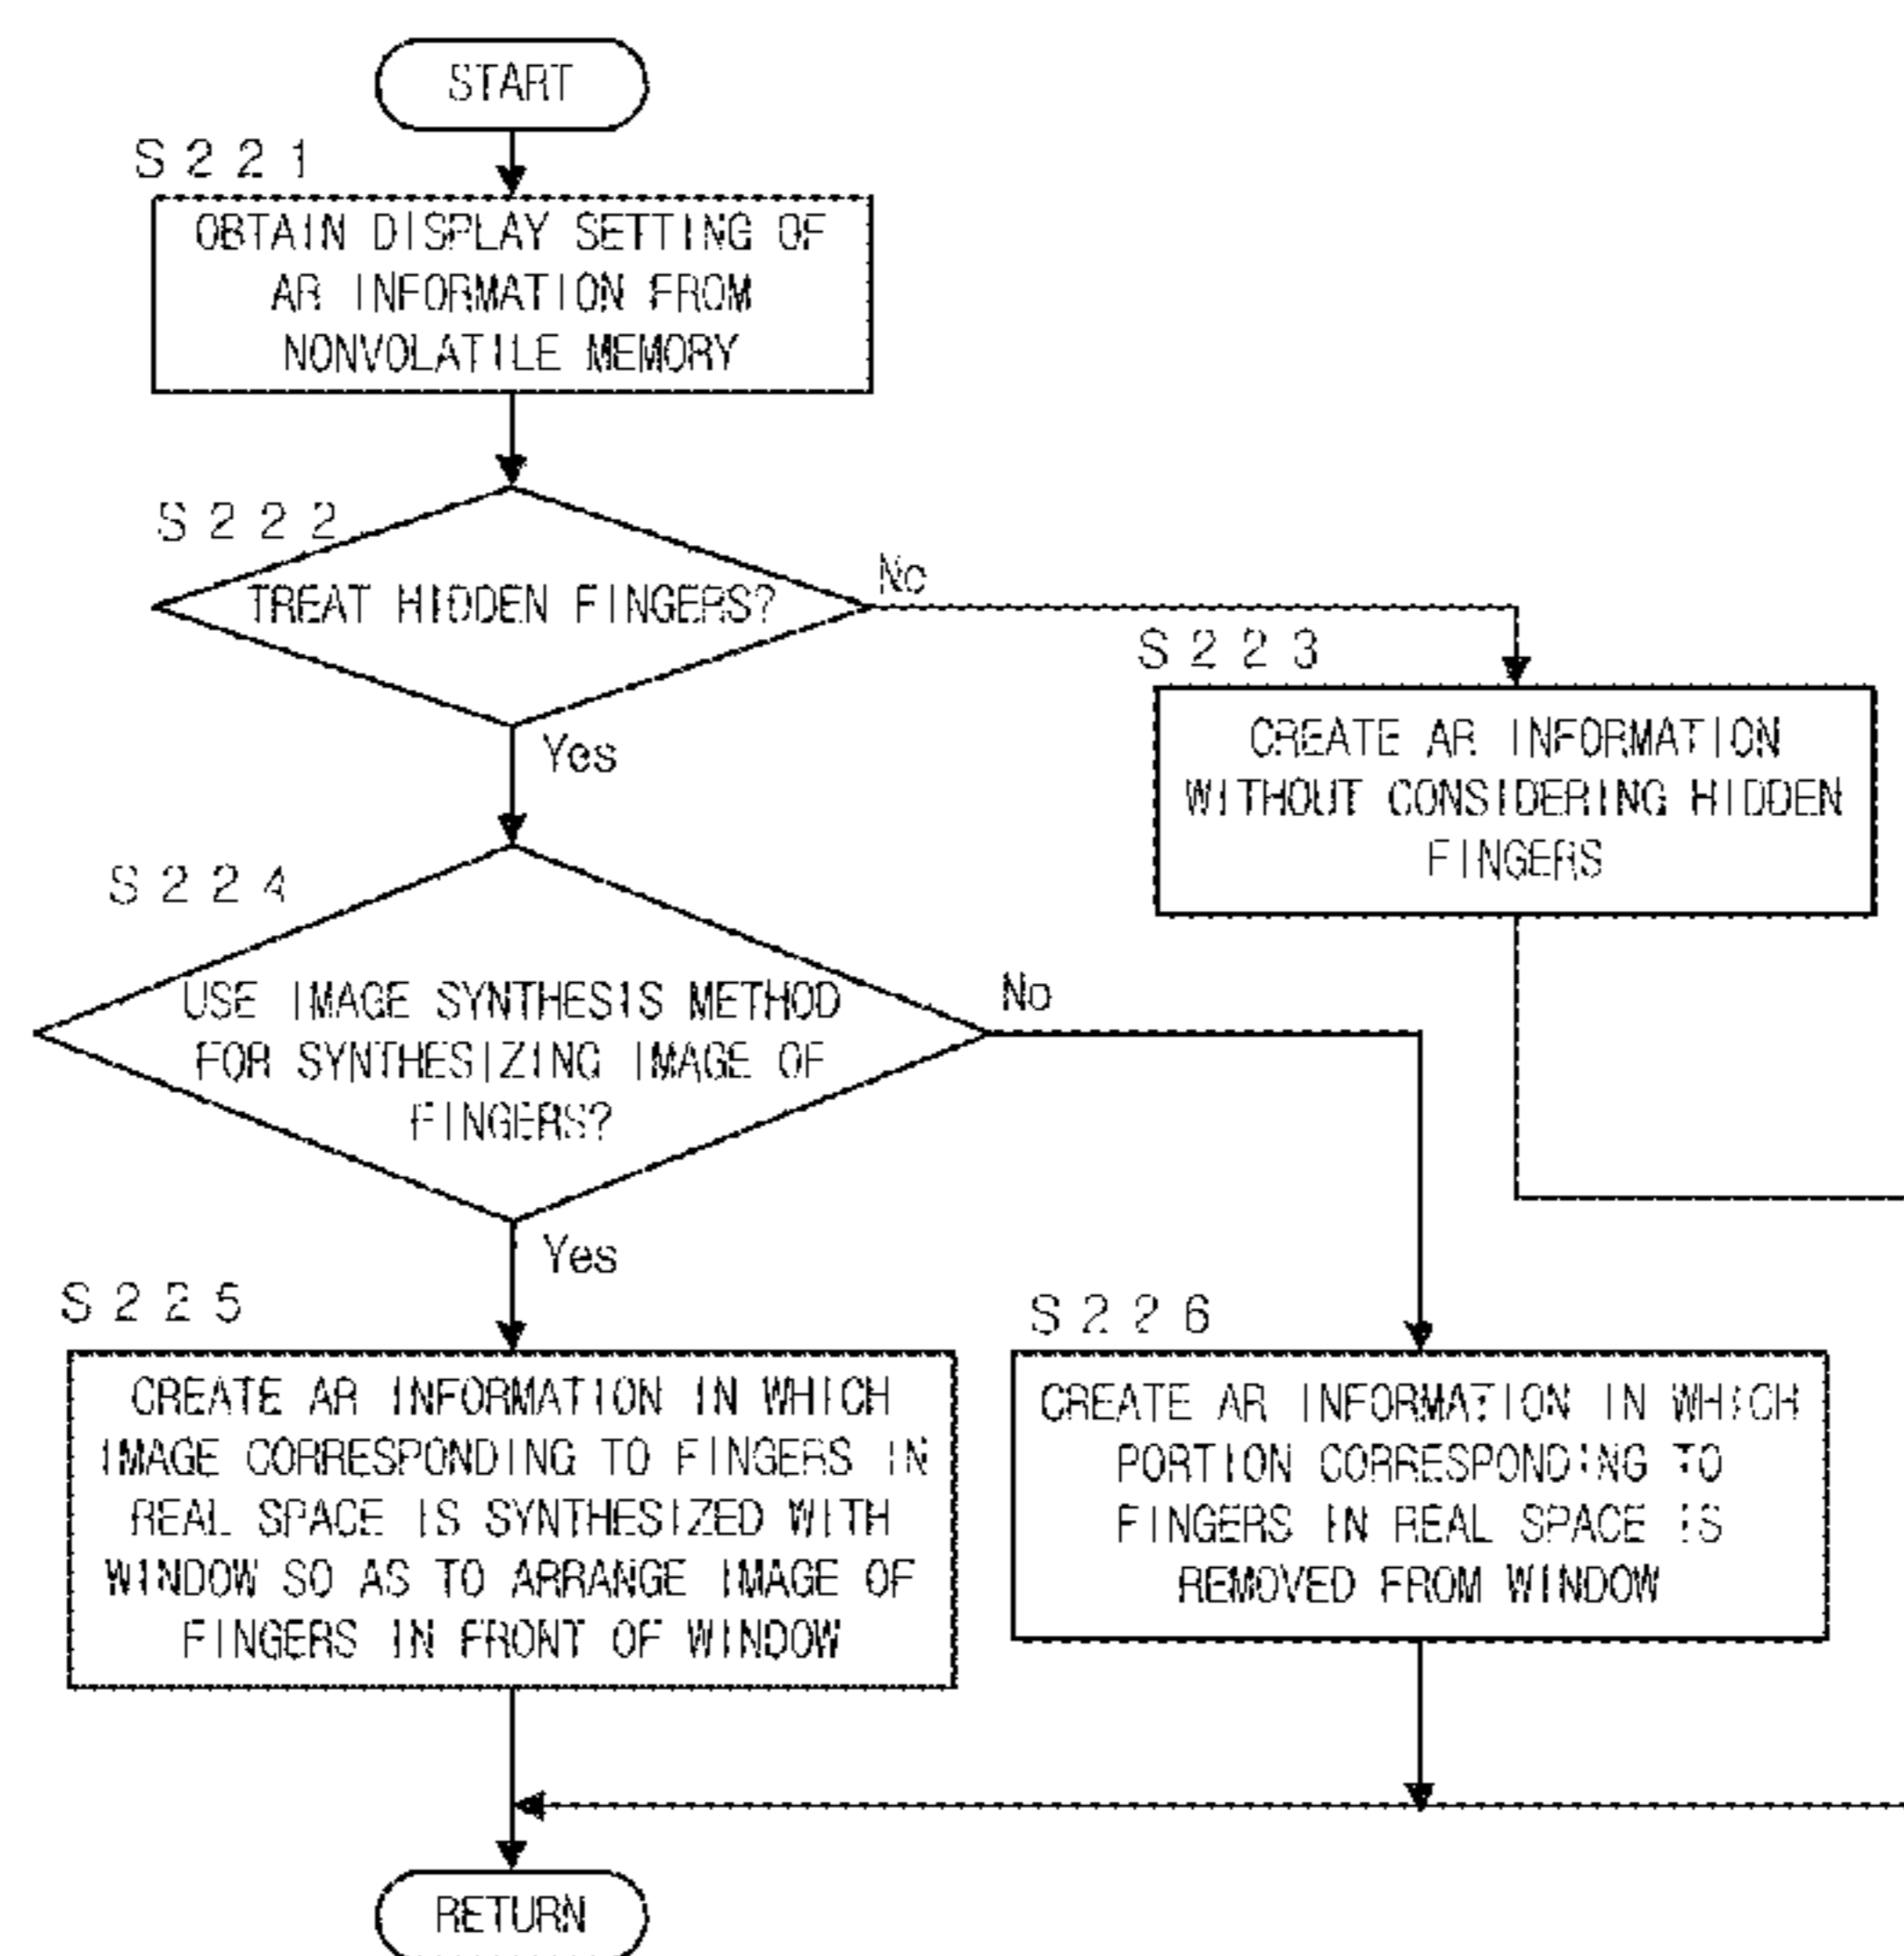 START
S221
OBTAIN DISPLAY SETTING OF
AR INFORMATION FROM
NONVOLATILE MEMORY
S222
TREAT HIDDEN FINGERS?
No
Yes
S223
CREATE AR INFORMATION
WITHOUT CONSIDERING HIDDEN
FINGERS
S224
USE IMAGE SYNTHESIS METHOD
FOR SYNTHESIZING IMAGE OF
FINGERS?
No
Yes
S225
CREATE AR INFORMATION IN WHICH
IMAGE CORRESPONDING TO FINGERS IN
REAL SPACE IS SYNTHESIZED WITH
WINDOW SO AS TO ARRANGE IMAGE OF
FINGERS IN FRONT OF WINDOW
S226
CREATE AR INFORMATION IN WHICH
PORTION CORRESPONDING TO
FINGERS IN REAL SPACE IS
REMOVED FROM WINDOW
RETURN